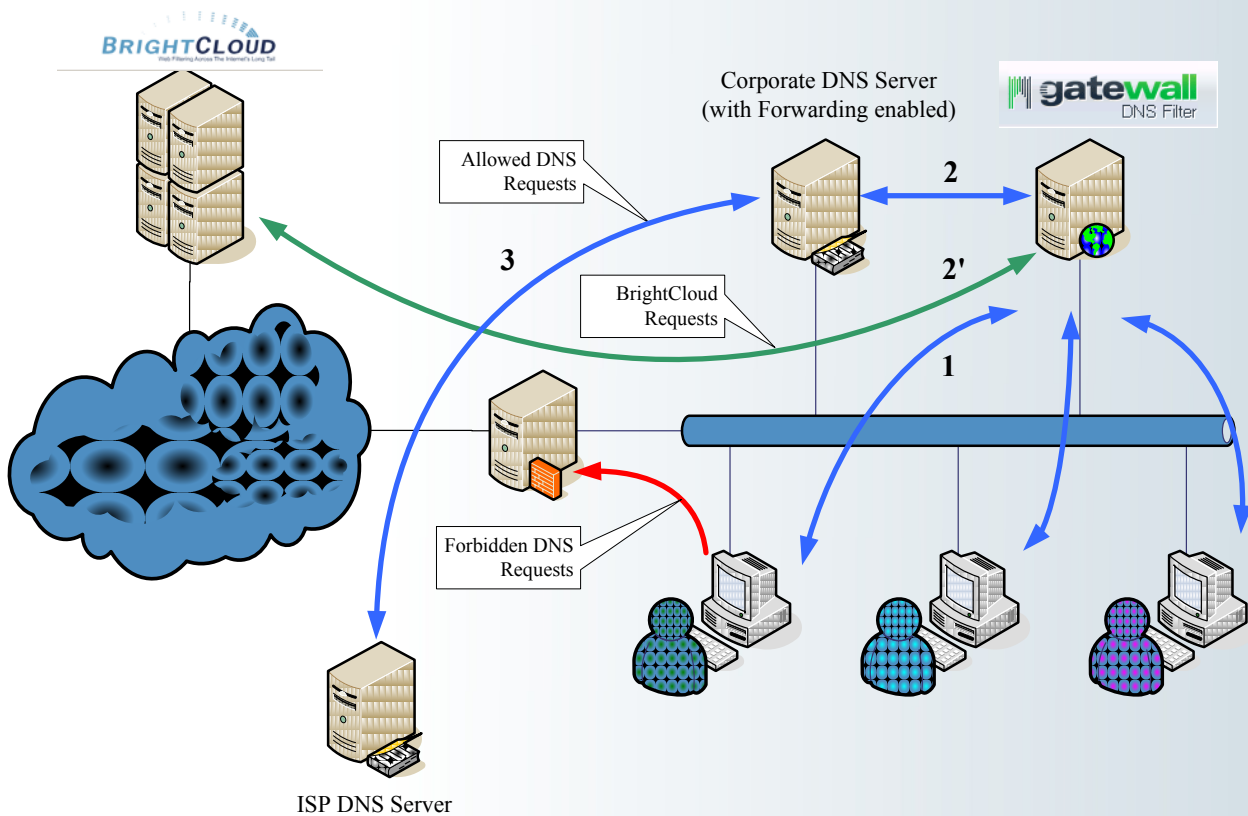 BRIGHTCLOUD
Web Filtering Across The Internet's Long Tail
Corporate DNS Server
(with Forwarding enabled)
gatewall
DNS Filter
Allowed DNS
Requests
2
3
2'
BrightCloud
Requests
1
Forbidden DNS
Requests
ISP DNS Server